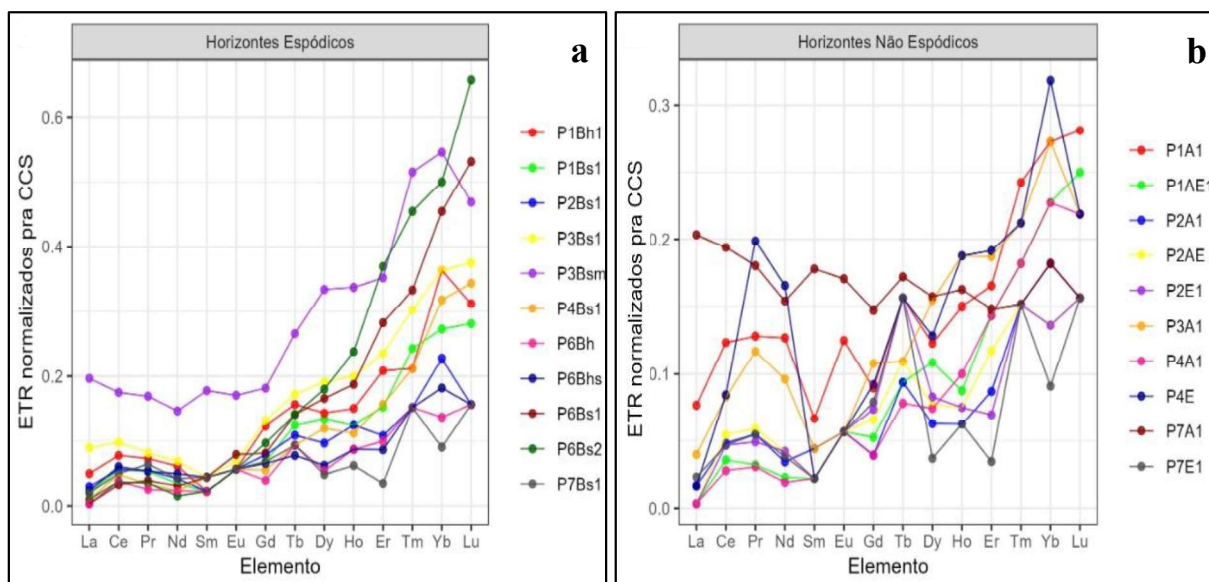 Horizontes Espódicos
a
ETR normalizados pra CCS
0.6
0.4
0.2
0.0
La Ce Pr Nd Sm Eu Gd Tb Dy Ho Er Tm Yb Lu
Elemento
P1Bh1
P1Bs1
P2Bs1
P3Bs1
P3Bsm
P4Bs1
P6Bh
P6Bhs
P6Bs1
P6Bs2
P7Bs1
Horizontes Não Espódicos
b
ETR normalizados pra CCS
0.3
0.2
0.1
0.0
La Ce Pr Nd Sm Eu Gd Tb Dy Ho Er Tm Yb Lu
Elemento
P1A1
P1AE1
P2A1
P2AE
P2E1
P3A1
P4A1
P4E
P7A1
P7E1